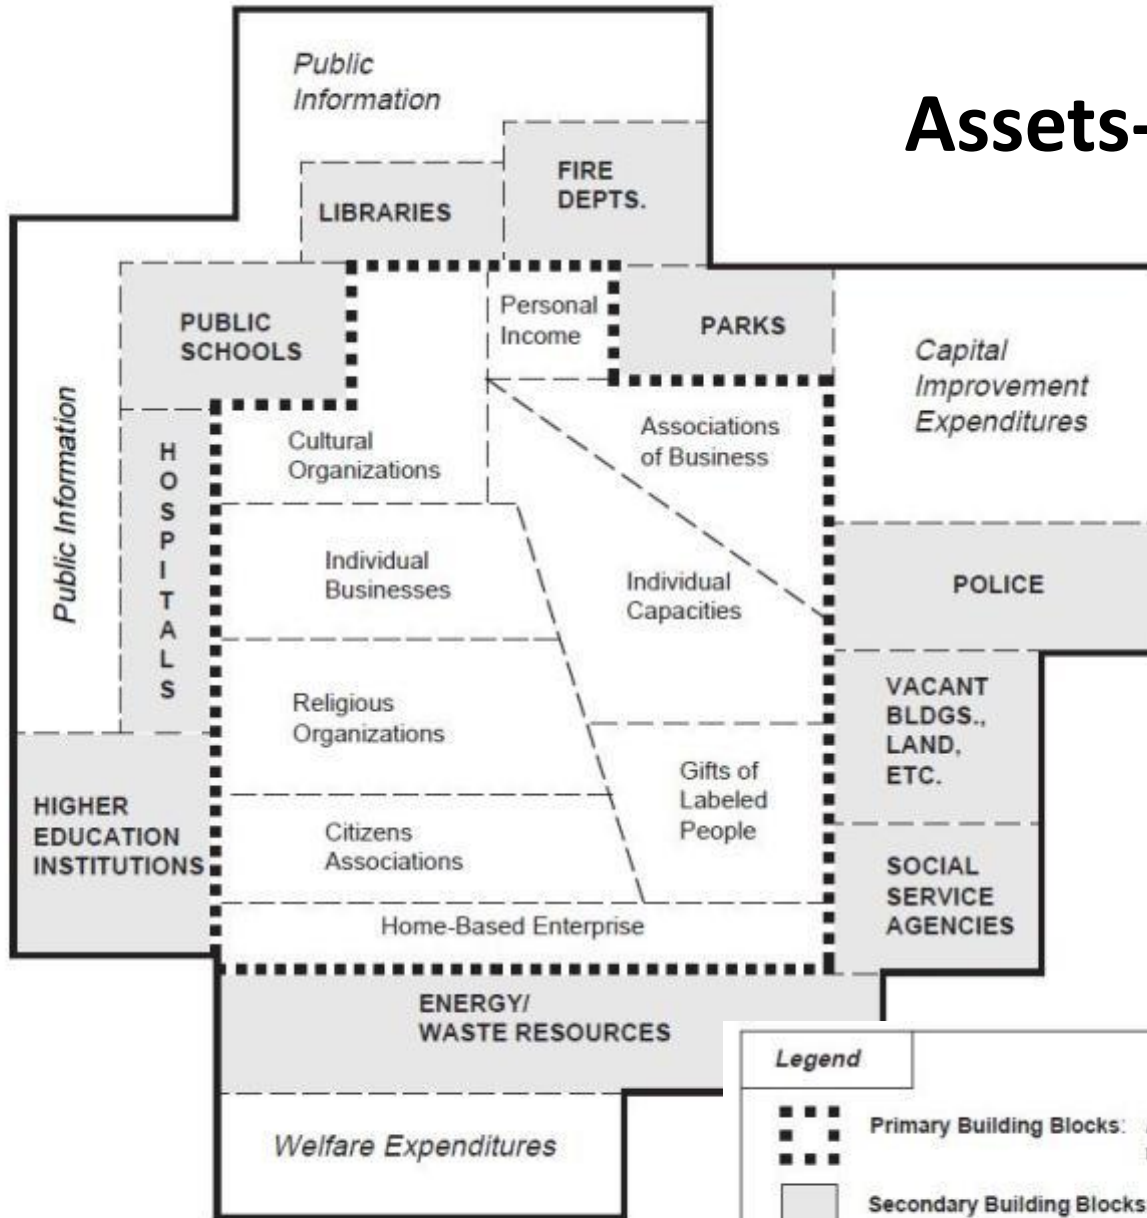 Assets-
Public
Information
FIRE
DEPTS.
LIBRARIES
Personal
Income
PUBLIC
SCHOOLS
PARKS
Capital
Improvement
Expenditures
Public Information
HOSPITALS
Cultural
Organizations
Associations
of Business
Individual
Businesses
Individual
Capacities
POLICE
Religious
Organizations
VACANT
BLDGS.,
LAND,
ETC.
Gifts of
Labeled
People
HIGHER
EDUCATION
INSTITUTIONS
Citizens
Associations
SOCIAL
SERVICE
AGENCIES
Home-Based Enterprise
ENERGY/
WASTE RESOURCES
Legend
Primary Building Blocks:
Welfare Expenditures
Secondary Building Blocks